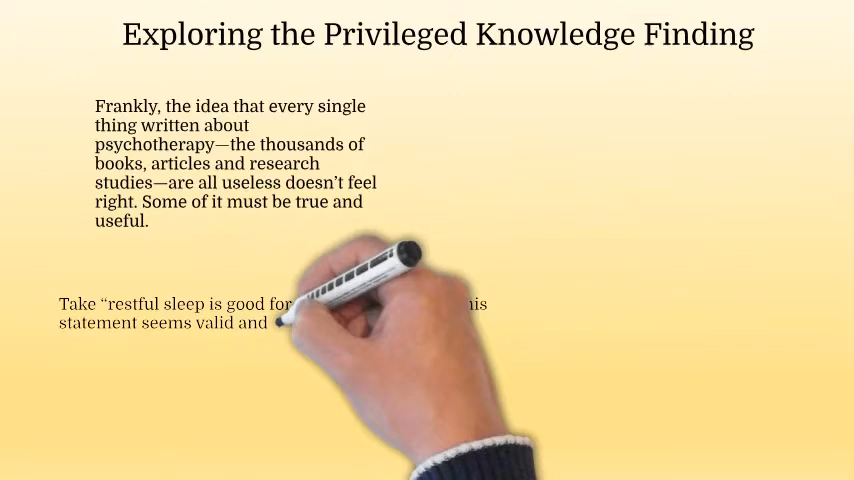 Exploring the Privileged Knowledge Finding
Frankly, the idea that every single
thing written about
psychotherapy—the thousands of
books, articles and research
studies—are all useless doesn’t feel
right. Some of it must be true and
useful.
Take “restful sleep is good for
statement seems valid and